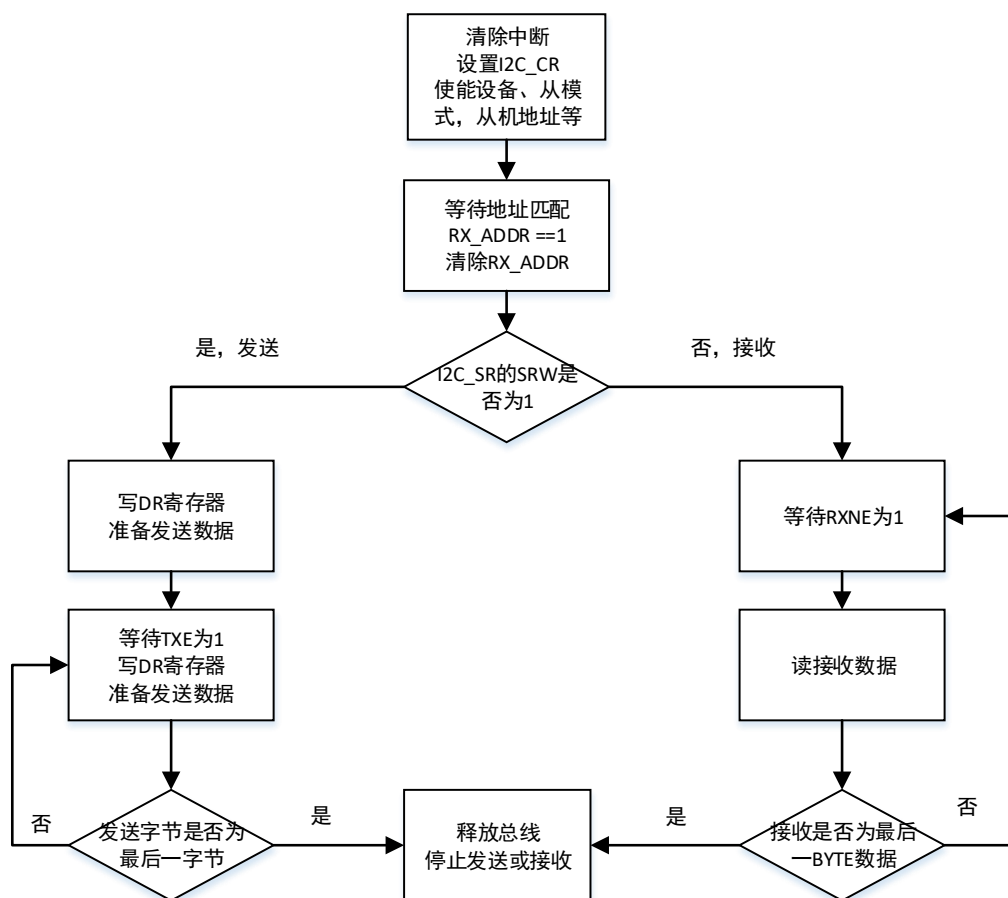 清除中断
设置I2C_CR
使能设备、从模
式，从机地址等
等待地址匹配
RX_ADDR ==1
清除RX_ADDR
是，发送
否，接收
I2C_SR的SRW是
否为1
写DR寄存器
准备发送数据
等待RXNE为1
等待TXE为1
写DR寄存器
准备发送数据
读接收数据
否
发送字节是否为
最后一字节
是
释放总线
停止发送或接收
是
接收是否为最后
一BYTE数据
否